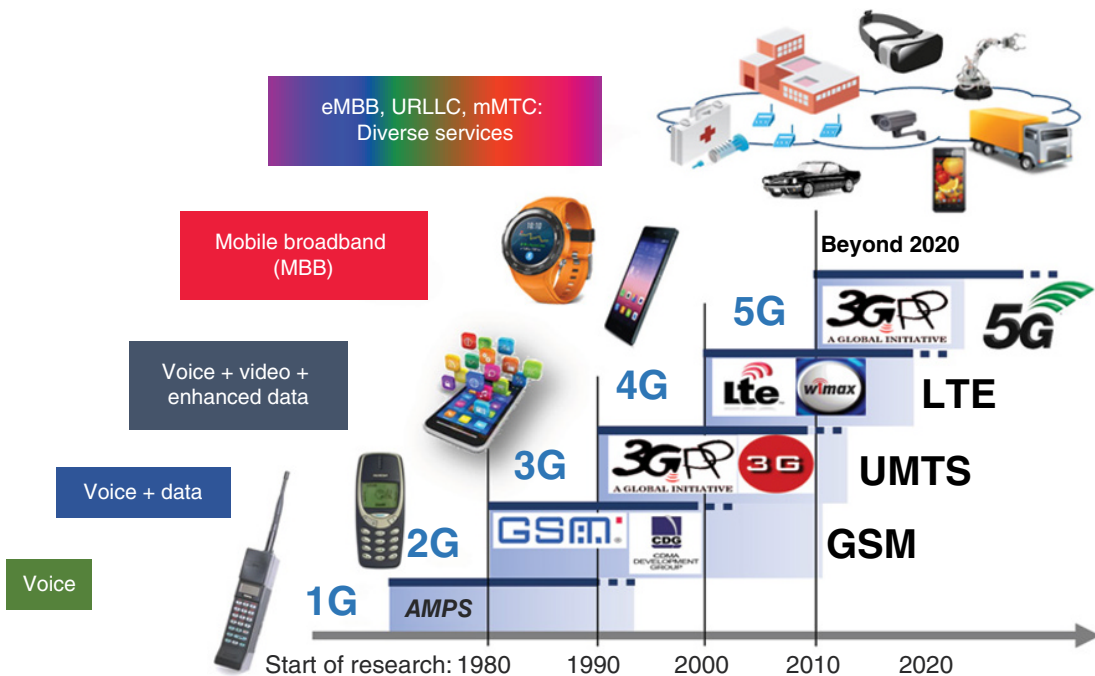 eMBB, URLLC, mMTC:
Diverse services
Mobile broadband
(MBB)
Beyond 2020
5G
3GPP
A GLOBAL INITIATIVE
5G
Voice + video +
enhanced data
4G
Lte
wimax
LTE
Voice + data
3G
3GPP
A GLOBAL INITIATIVE
3G
UMTS
2G
GSM
CDG
CDMA
DEVELOPMENT
GROUP
GSM
Voice
1G
AMPS
Start of research: 1980 1990 2000 2010 2020